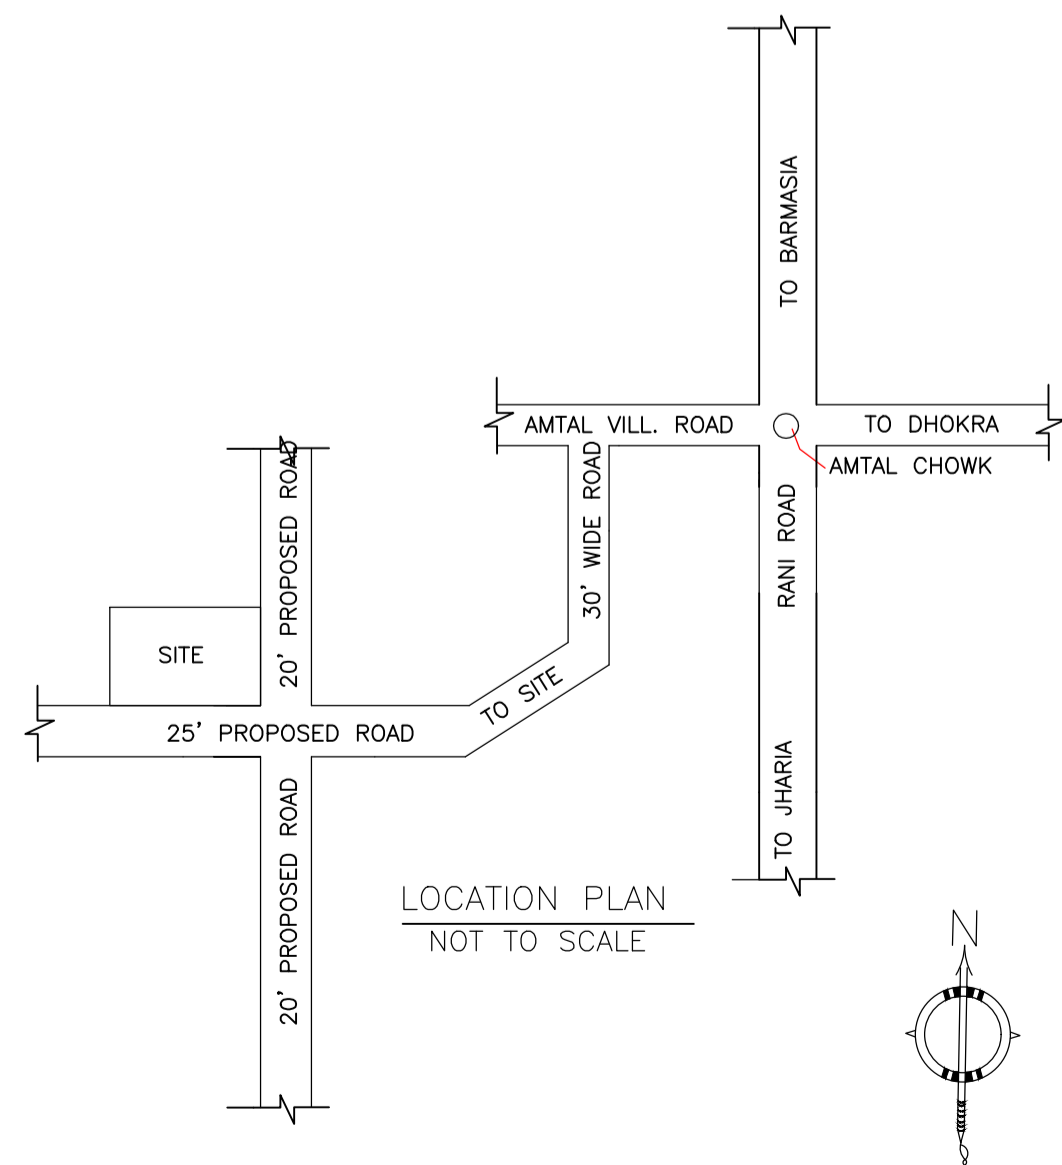 TO BARMASIA
AMTAL VILL. ROAD
TO DHOKRA
AMTAL CHOWK
30' WIDE ROAD
RANI ROAD
20' PROPOSED ROAD
SITE
TO SITE
25' PROPOSED ROAD
TO JHARIA
20' PROPOSED ROAD
LOCATION PLAN
NOT TO SCALE
N